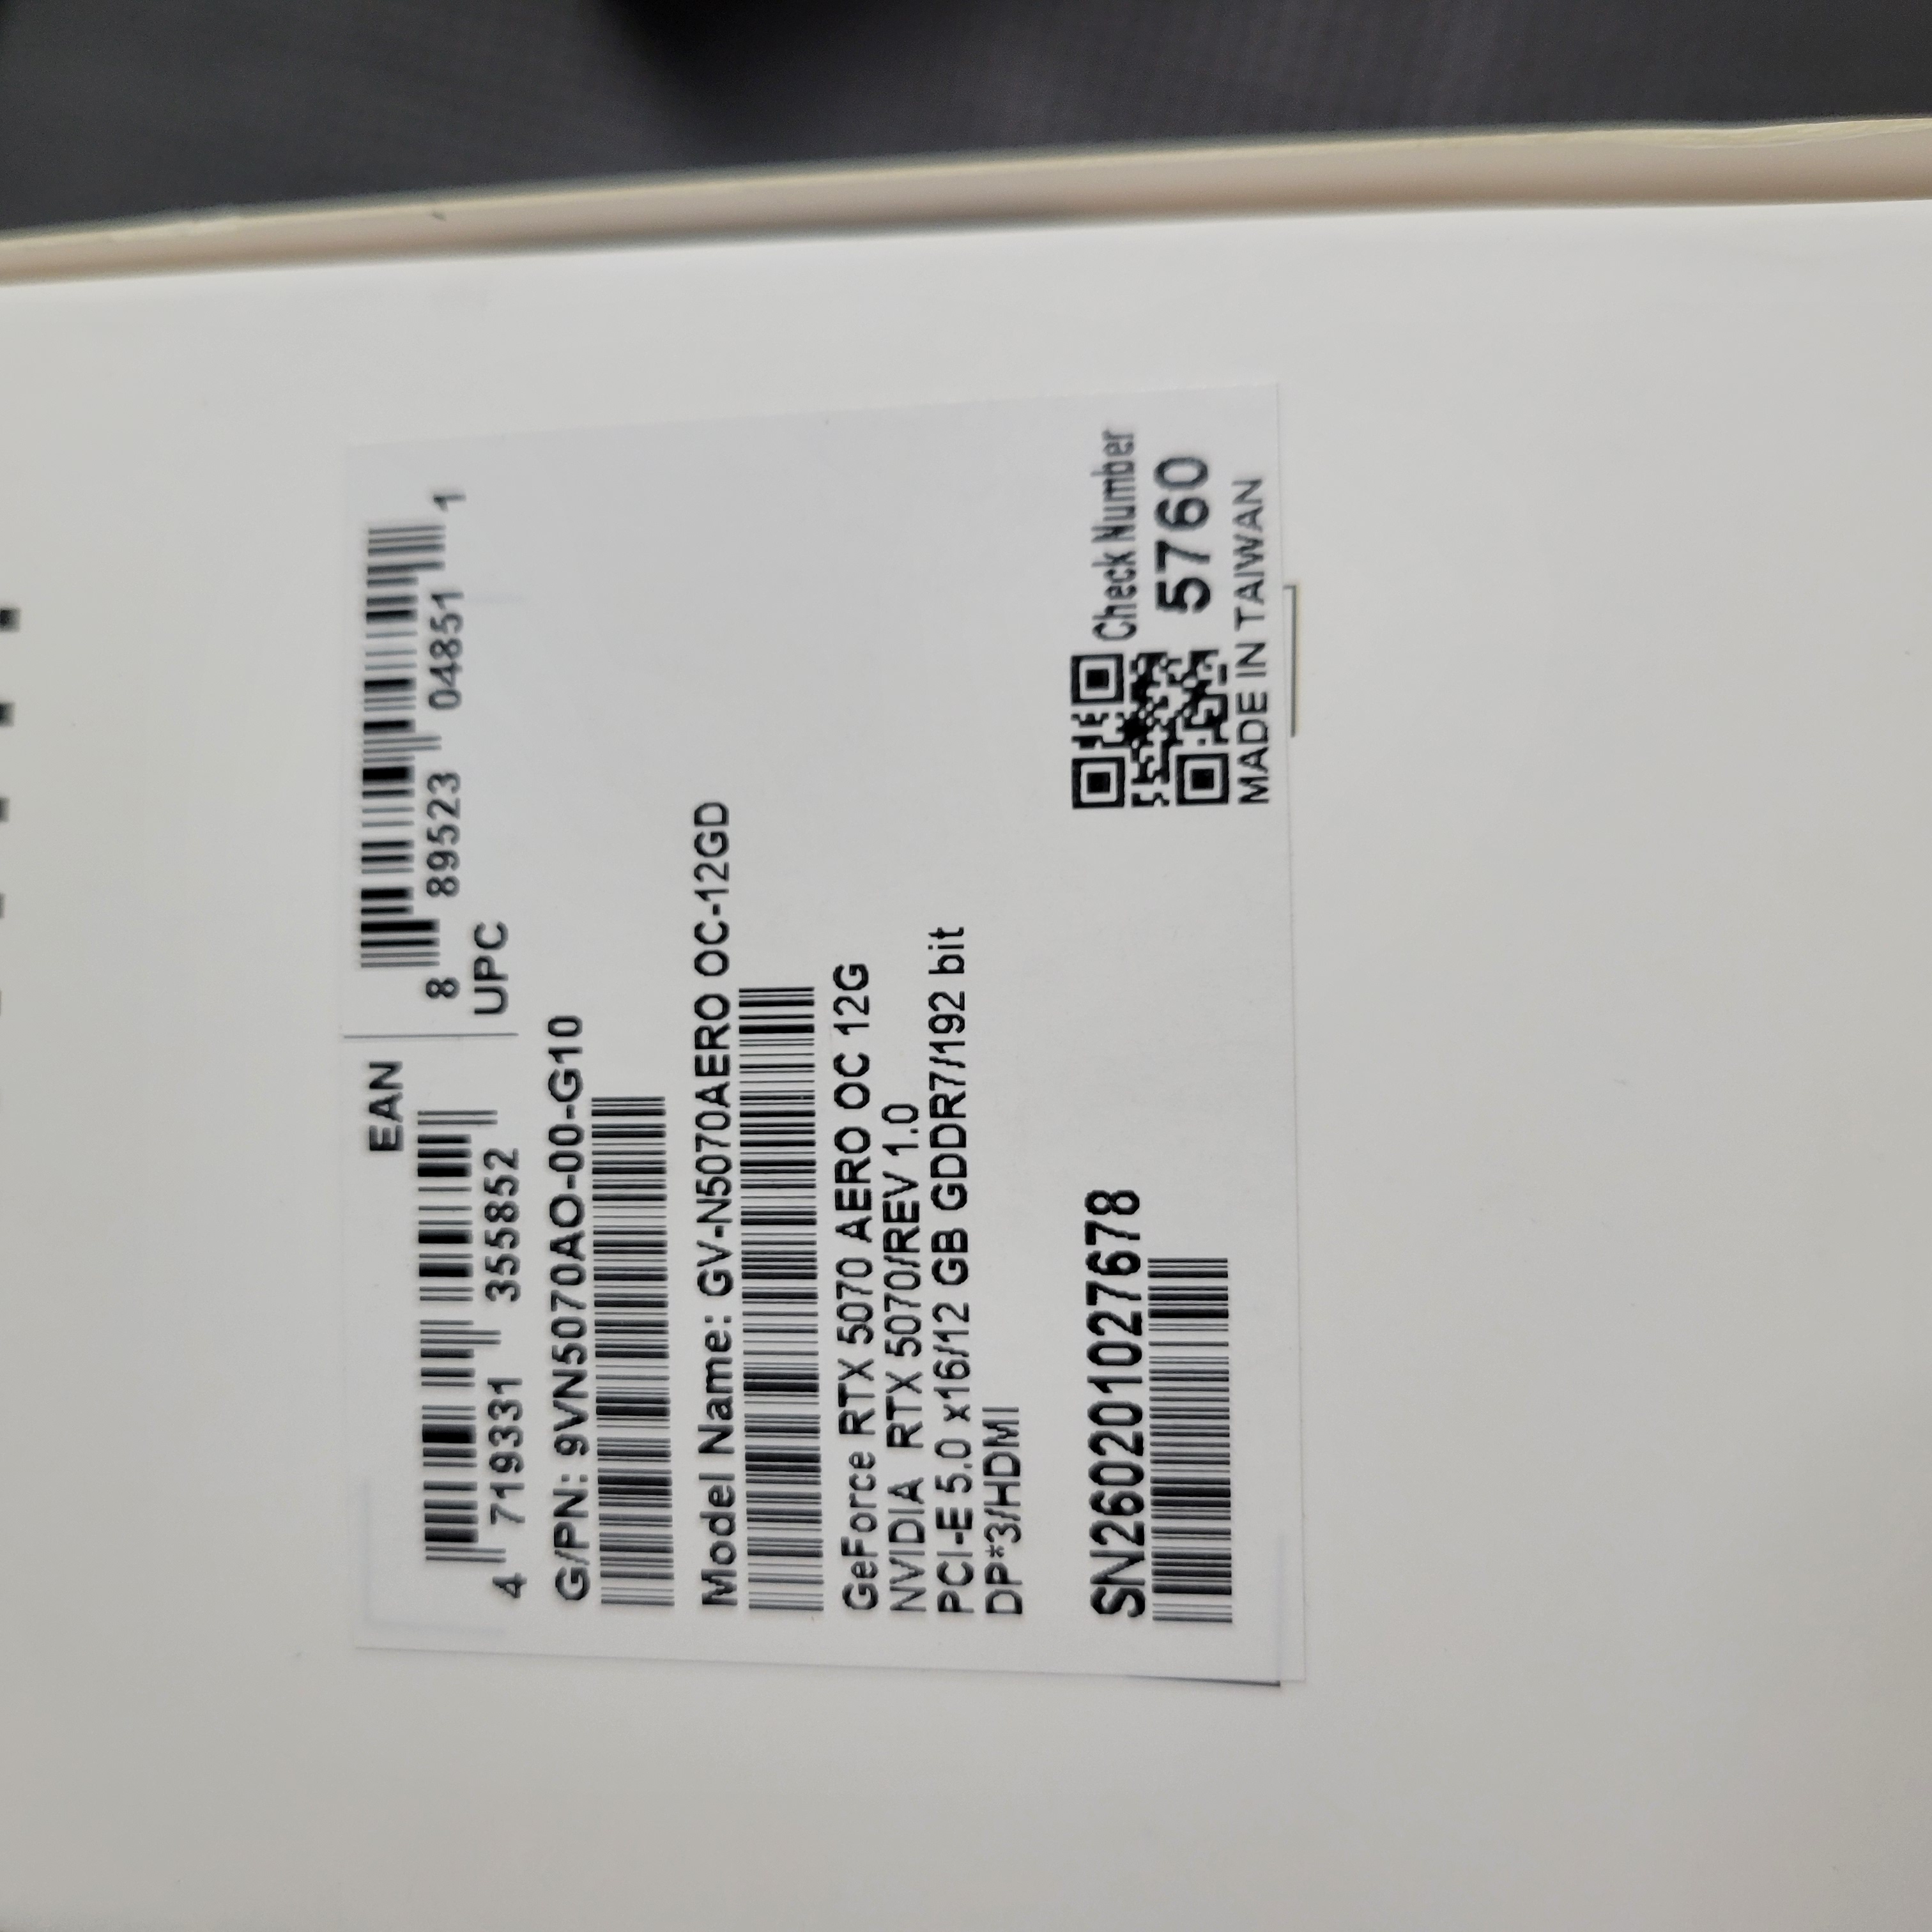 EAN
4 719331 355852
8 89523 04851 1
UPC
G/PN: 9VN5070AO-00-G10
Model Name: GV-N5070AERO OC-12GD
GeForce RTX 5070 AERO OC 12G
NVIDIA RTX 5070/REV 1.0
PCI-E 5.0 x16/12 GB GDDR7/192 bit
DP*3/HDMI
SN260201027678
Check Number
5760
MADE IN TAIWAN